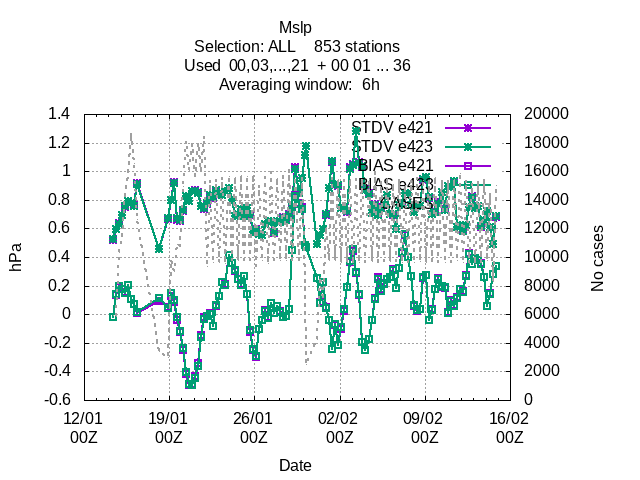 Mslp
Selection: ALL    853 stations
Used  00,03,...,21  + 00 01 ... 36
Averaging window:  6h
1.4
1.2
1
0.8
0.6
0.4
0.2
0
-0.2
-0.4
-0.6
hPa
20000
18000
16000
14000
12000
10000
8000
6000
4000
2000
0
No cases
STDV e421
STDV e423
BIAS e421
BIAS e423
CASES
12/01 19/01 26/01 02/02 09/02 16/02
00Z 00Z 00Z 00Z 00Z 00Z
Date